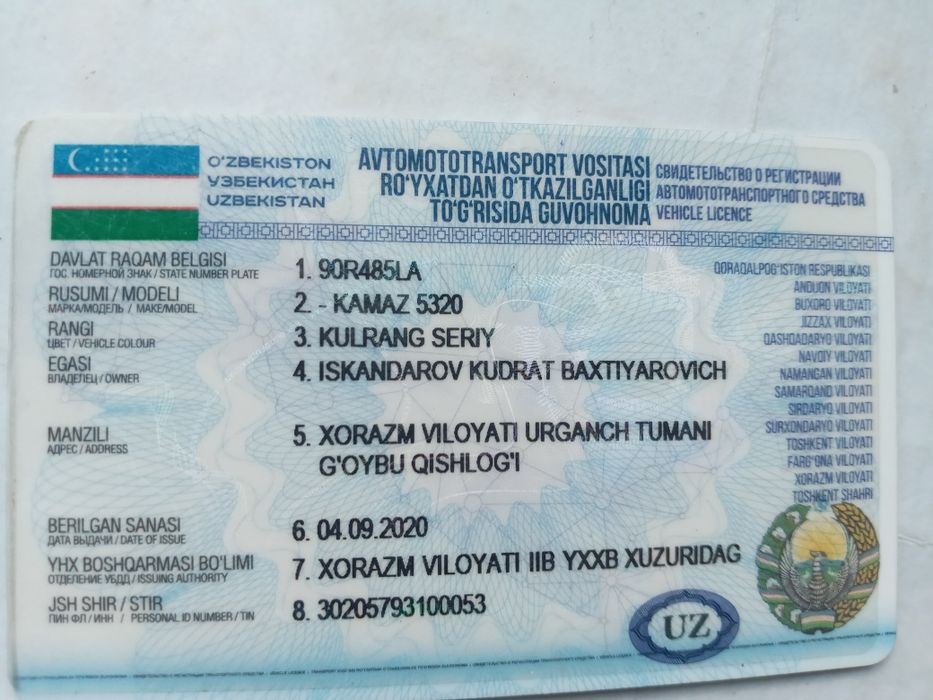 O'ZBEKISTON
УЗБЕКИСТАН
UZBEKISTAN
AVTOMOTOTRANSPORT VOSITASI
RO'YXATDAN O'TKAZILGANLIGI
TO'G'RISIDA GUVOHNOMA
СВИДЕТЕЛЬСТВО О РЕГИСТРАЦИИ
АВТОМОТОТРАНСПОРТНОГО СРЕДСТВА
VEHICLE LICENCE
DAVLAT RAQAM BELGISI
ГОС. НОМЕРНОЙ ЗНАК / STATE NUMBER PLATE
1. 90R485LA
RUSUMI / MODELI
МАРКА/МОДЕЛЬ / MAKE/MODEL
2. - KAMAZ 5320
RANGI
ЦВЕТ / VEHICLE COLOUR
3. KULRANG SERIY
EGASI
ВЛАДЕЛЕЦ / OWNER
4. ISKANDAROV KUDRAT BAXTIYAROVICH
MANZILI
АДРЕС / ADDRESS
5. XORAZM VILOYATI URGANCH TUMANI
G'OYBU QISHLOG'I
BERILGAN SANASI
ДАТА ВЫДАЧИ / DATE OF ISSUE
6. 04.09.2020
YHX BOSHQARMASI BO'LIMI
ОТДЕЛЕНИЕ УБДД / ISSUING AUTHORITY
7. XORAZM VILOYATI IIB YXXB XUZURIDAG
JSH SHIR / STIR
ПИН ФЛ / ИНН / PERSONAL ID NUMBER / TIN
8. 30205793100053
QORAQALPOG'ISTON RESPUBLIKASI
ANDIJON VILOYATI
BUXORO VILOYATI
JIZZAX VILOYATI
QASHQADARYO VILOYATI
NAVOIY VILOYATI
NAMANGAN VILOYATI
SAMARQAND VILOYATI
SIRDARYO VILOYATI
SURXONDARYO VILOYATI
TOSHKENT VILOYATI
FARG'ONA VILOYATI
XORAZM VILOYATI
TOSHKENT SHAHRI
UZ